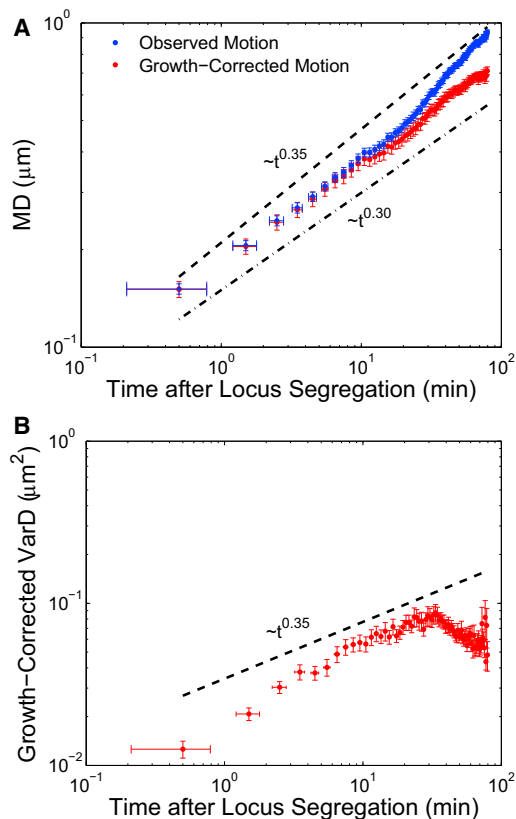 A
10^0
Observed Motion
Growth-Corrected Motion
~t^0.35
MD (μm)
~t^0.30
10^-1
10^-1 10^0 10^1 10^2
Time after Locus Segregation (min)
B
10^0
Growth-Corrected VarD (μm^2)
~t^0.35
10^-1
10^-2
10^-1 10^0 10^1 10^2
Time after Locus Segregation (min)